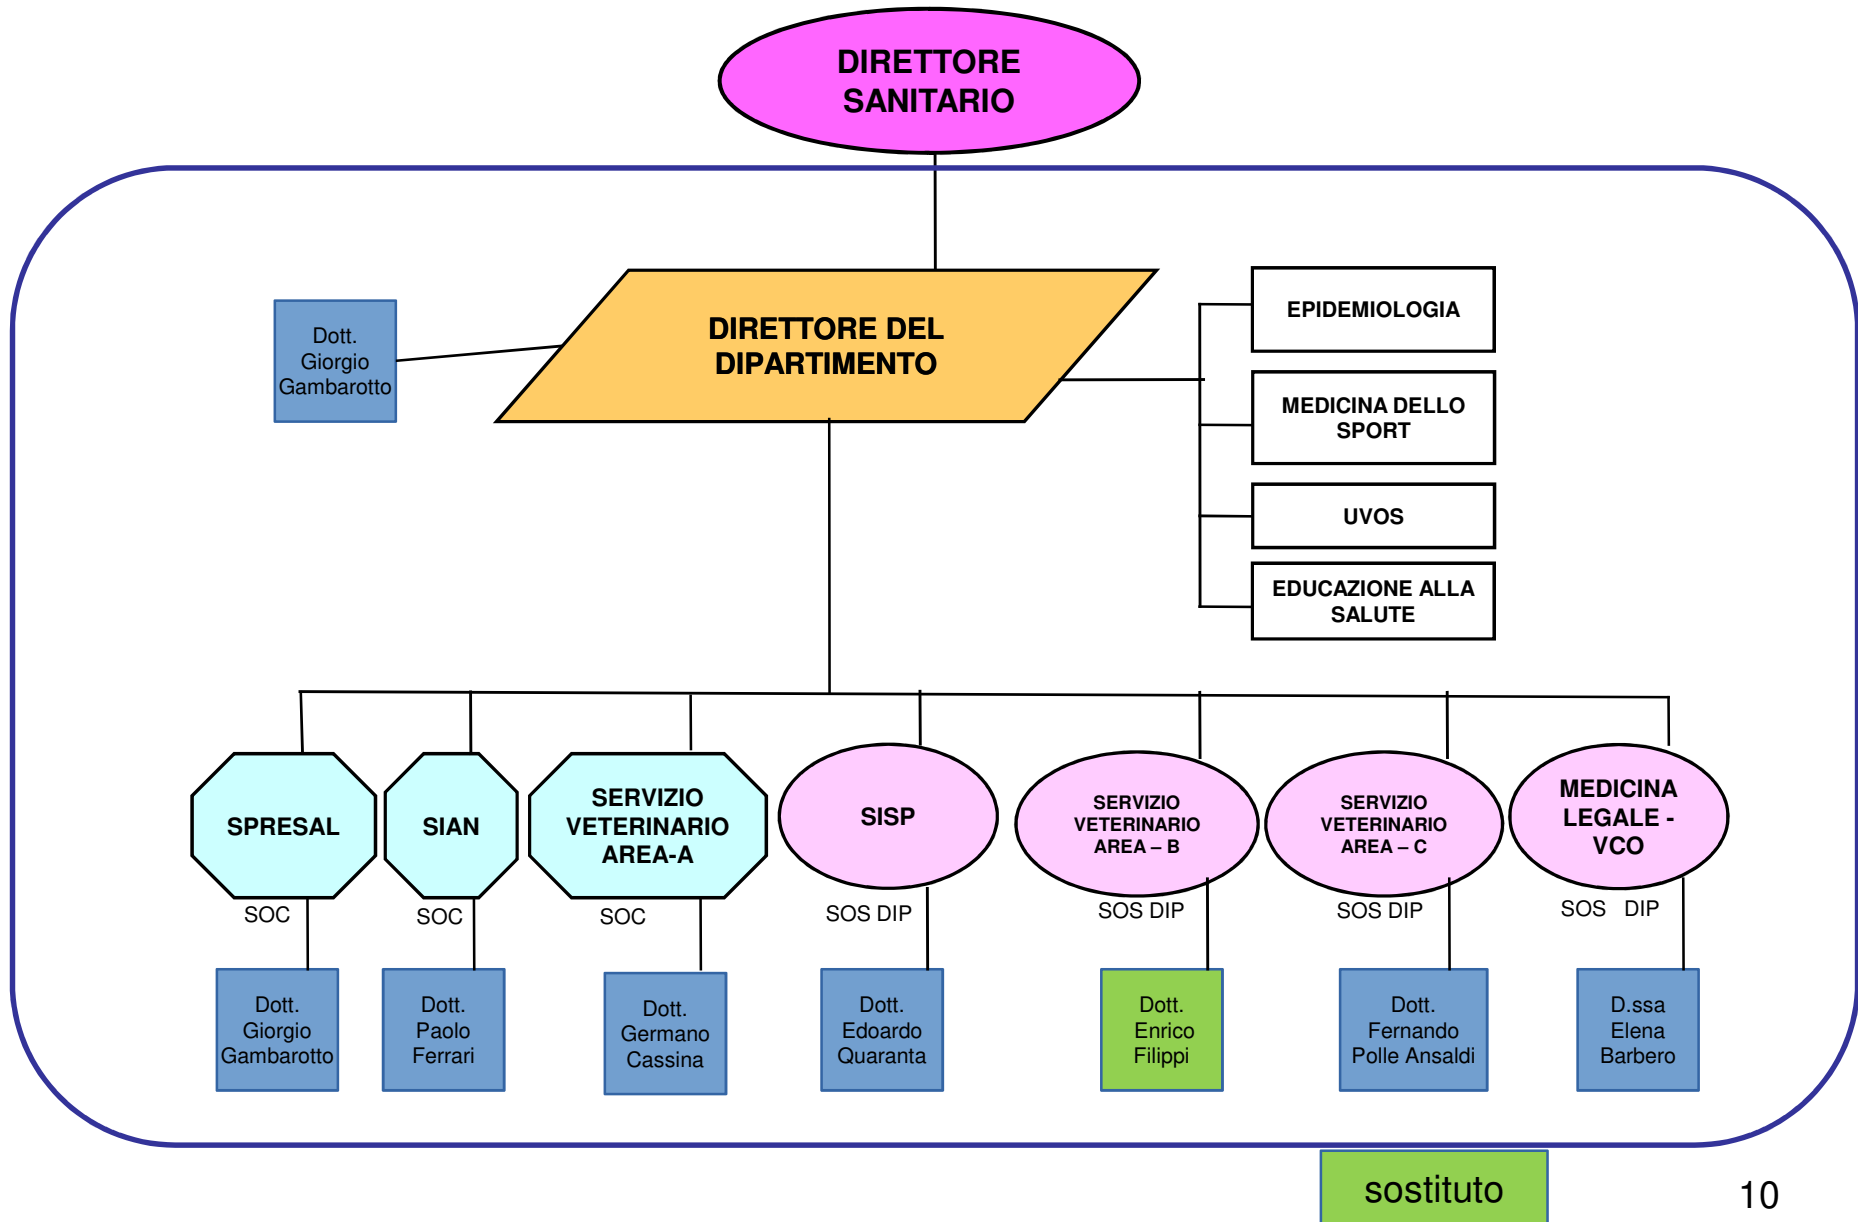 DIRETTORE
SANITARIO
Dott.
Giorgio
Gambarotto
DIRETTORE DEL
DIPARTIMENTO
EPIDEMIOLOGIA
MEDICINA DELLO
SPORT
UVOS
EDUCAZIONE ALLA
SALUTE
SPRESAL
SOC
SIAN
SOC
SERVIZIO
VETERINARIO
AREA-A
SOC
SISP
SOS DIP
SERVIZIO
VETERINARIO
AREA – B
SOS DIP
SERVIZIO
VETERINARIO
AREA – C
SOS DIP
MEDICINA
LEGALE -
VCO
SOS DIP
Dott.
Giorgio
Gambarotto
Dott.
Paolo
Ferrari
Dott.
Germano
Cassina
Dott.
Edoardo
Quaranta
Dott.
Enrico
Filippi
Dott.
Fernando
Polle Ansaldi
D.ssa
Elena
Barbero
sostituto
10